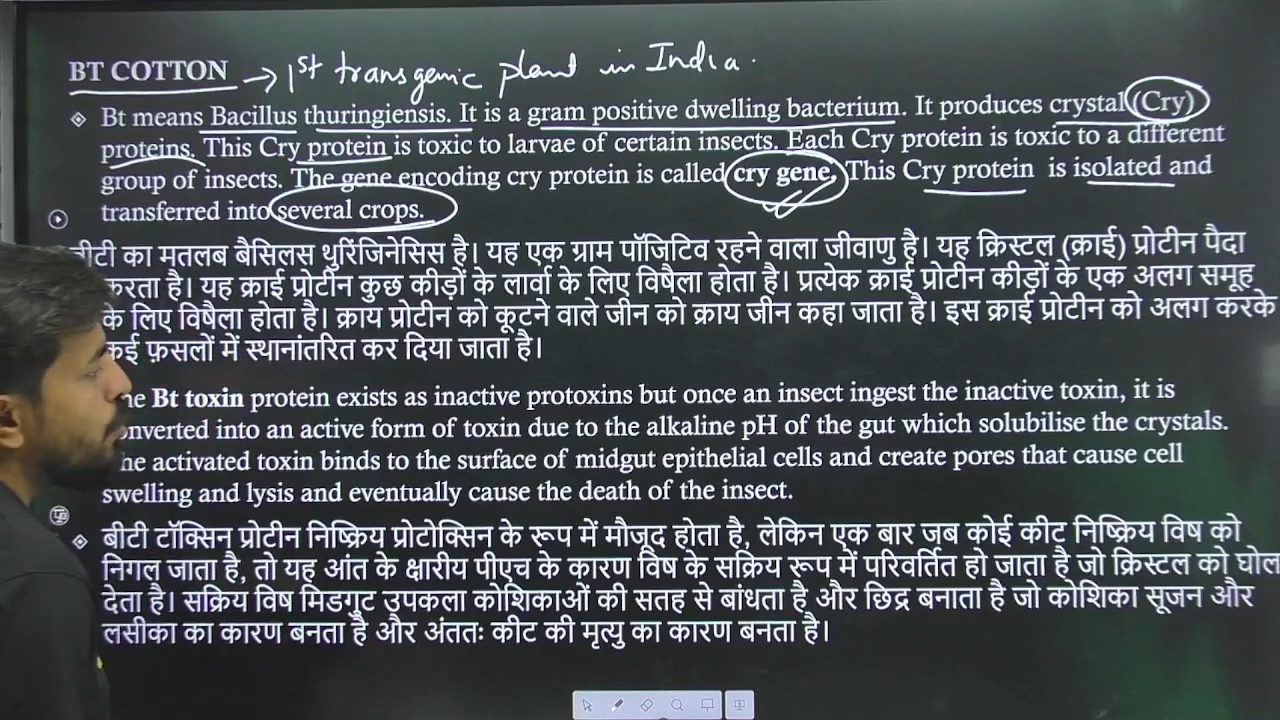 BT COTTON → 1st transgenic plant in India.
❖ Bt means Bacillus thuringiensis. It is a gram positive dwelling bacterium. It produces crystal (Cry)
proteins. This Cry protein is toxic to larvae of certain insects. Each Cry protein is toxic to a different
group of insects. The gene encoding cry protein is called cry gene. This Cry protein is isolated and
transferred into several crops.
बीटी का मतलब बैसिलस थुरिंजिनेसिस है। यह एक ग्राम पॉजिटिव रहने वाला जीवाणु है। यह क्रिस्टल (क्राई) प्रोटीन पैदा
करता है। यह क्राई प्रोटीन कुछ कीड़ों के लार्वा के लिए विषैला होता है। प्रत्येक क्राई प्रोटीन कीड़ों के एक अलग समूह
के लिए विषैला होता है। क्राय प्रोटीन को कूटने वाले जीन को क्राय जीन कहा जाता है। इस क्राई प्रोटीन को अलग करके
कई फ़सलों में स्थानांतरित कर दिया जाता है।
he Bt toxin protein exists as inactive protoxins but once an insect ingest the inactive toxin, it is
onverted into an active form of toxin due to the alkaline pH of the gut which solubilise the crystals.
he activated toxin binds to the surface of midgut epithelial cells and create pores that cause cell
swelling and lysis and eventually cause the death of the insect.
❖ बीटी टॉक्सिन प्रोटीन निष्क्रिय प्रोटोक्सिन के रूप में मौजूद होता है, लेकिन एक बार जब कोई कीट निष्क्रिय विष को
निगल जाता है, तो यह आंत के क्षारीय पीएच के कारण विष के सक्रिय रूप में परिवर्तित हो जाता है जो क्रिस्टल को घोल
देता है। सक्रिय विष मिडगुट उपकला कोशिकाओं की सतह से बांधता है और छिद्र बनाता है जो कोशिका सूजन और
लसीका का कारण बनता है और अंततः कीट की मृत्यु का कारण बनता है।